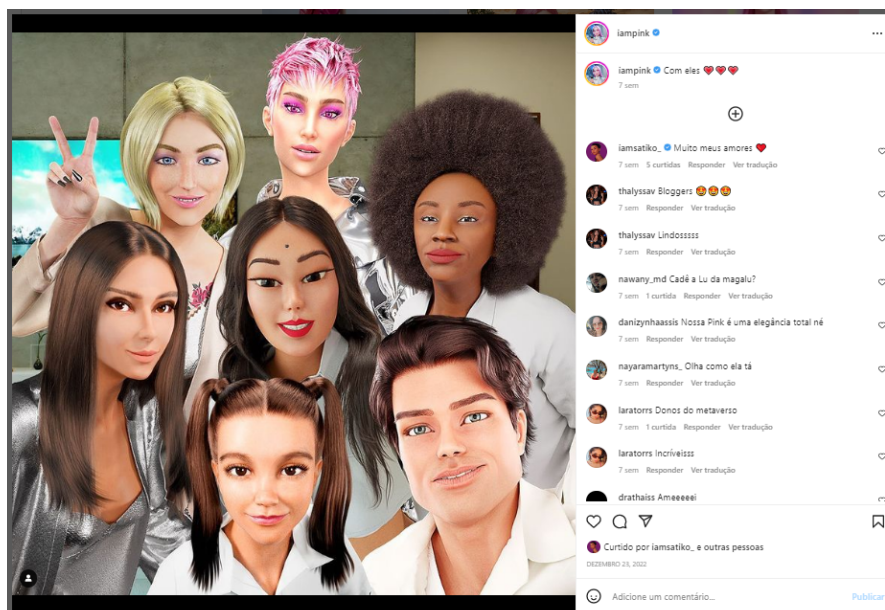 iampink
iampink Com eles ❤❤❤
7 sem
iamsatiko_ Muito meus amores ❤
7 sem 5 curtidas Responder Ver tradução
thalyssav Bloggers 😍😍😍
7 sem Responder Ver tradução
thalyssav Lindosssss
7 sem Responder Ver tradução
nawany_md Cadê a Lu da magalu?
7 sem 1 curtida Responder Ver tradução
danizynhaassis Nossa Pink é uma elegância total né
7 sem Responder Ver tradução
nayaramartyns_ Olha como ela tá
7 sem Responder Ver tradução
laratorrs Donos do metaverso
7 sem 1 curtida Responder Ver tradução
laratorrs Incríveisss
7 sem Responder Ver tradução
drathaiss Ameeeeei
Curtido por iamsatiko_ e outras pessoas
DEZEMBRO 23, 2022
Adicione um comentário...
Publicar